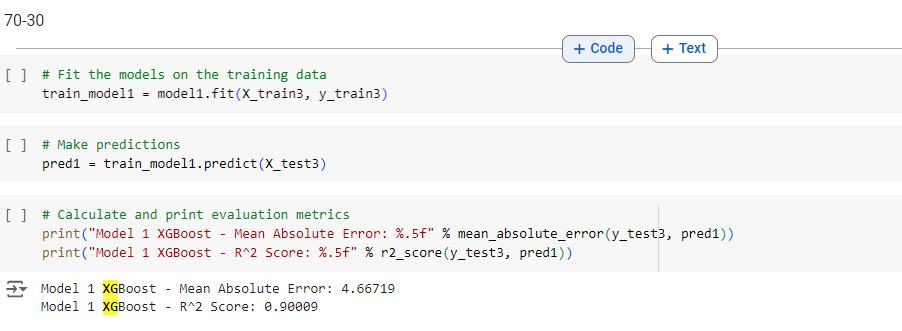 70-30
+ Code + Text
[ ] # Fit the models on the training data
train_model1 = model1.fit(X_train3, y_train3)
[ ] # Make predictions
pred1 = train_model1.predict(X_test3)
[ ] # Calculate and print evaluation metrics
print("Model 1 XGBoost - Mean Absolute Error: %.5f" % mean_absolute_error(y_test3, pred1))
print("Model 1 XGBoost - R^2 Score: %.5f" % r2_score(y_test3, pred1))
Model 1 XGBoost - Mean Absolute Error: 4.66719
Model 1 XGBoost - R^2 Score: 0.90009